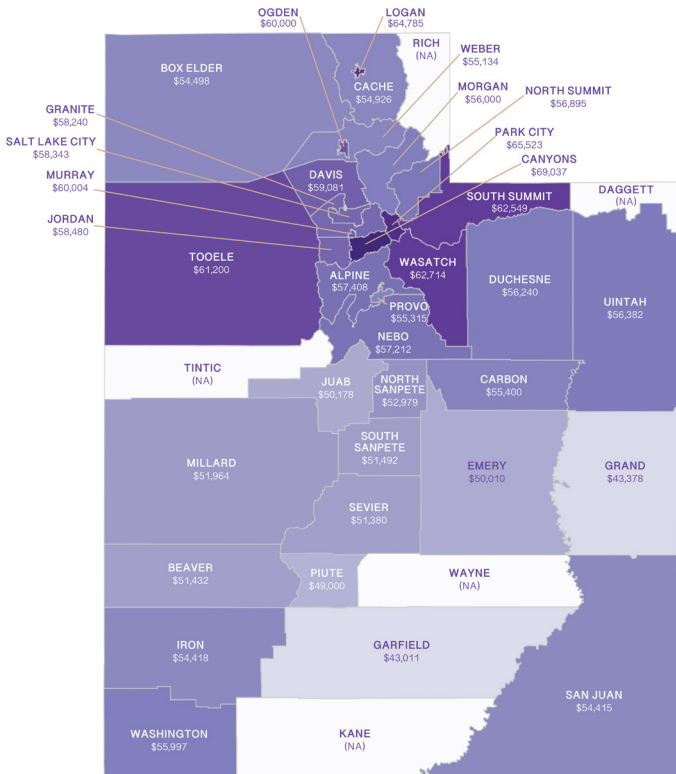 OGDEN
$60,000
LOGAN
$64,785
RICH
(NA)
WEBER
$55,134
BOX ELDER
$54,498
CACHE
$54,926
MORGAN
$56,000
NORTH SUMMIT
$56,895
GRANITE
$58,240
SALT LAKE CITY
$58,343
PARK CITY
$65,523
MURRAY
$60,004
DAVIS
$59,081
CANYONS
$69,037
JORDAN
$58,480
SOUTH SUMMIT
$62,549
DAGGETT
(NA)
TOOELE
$61,200
WASATCH
$62,714
ALPINE
$57,408
DUCHESNE
$56,240
UINTAH
$56,382
PROVO
$55,315
NEBO
$57,212
TINTIC
(NA)
JUAB
$50,178
NORTH
SANPETE
$52,979
CARBON
$55,400
SOUTH
SANPETE
$51,492
MILLARD
$51,964
EMERY
$50,010
GRAND
$43,378
SEVIER
$51,380
BEAVER
$51,432
PIUTE
$49,000
WAYNE
(NA)
IRON
$54,418
GARFIELD
$43,011
SAN JUAN
$54,415
WASHINGTON
$55,997
KANE
(NA)